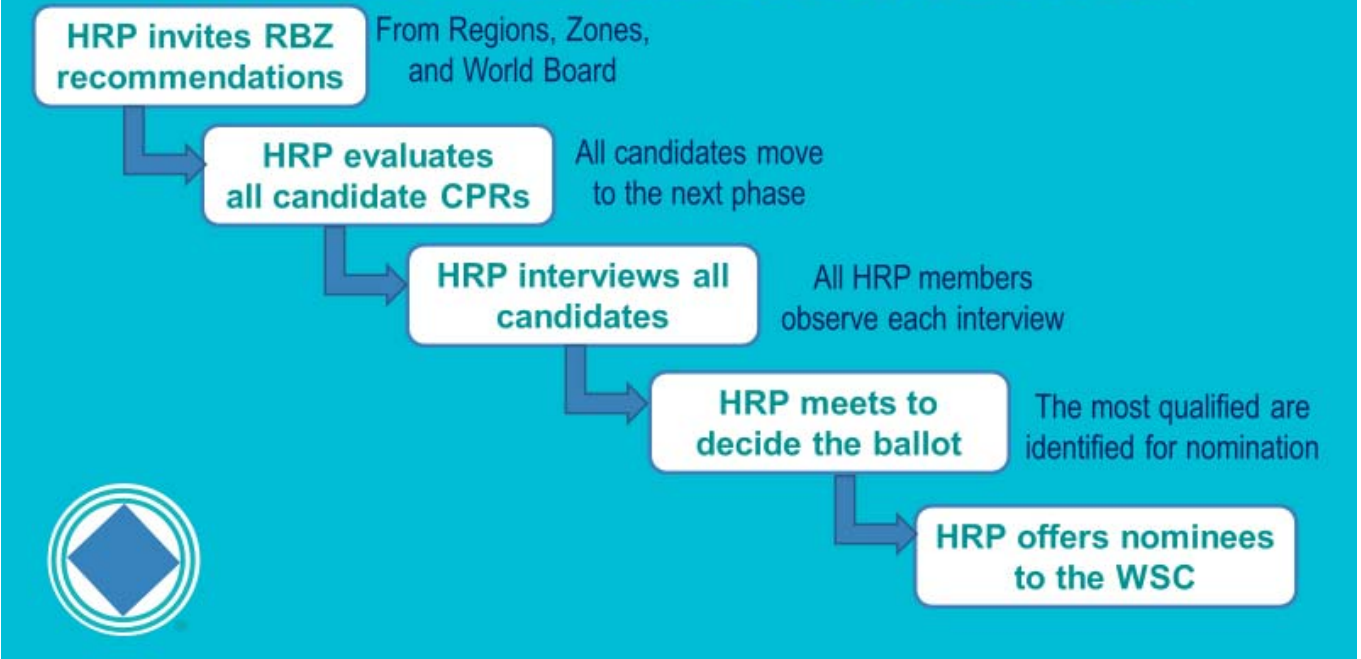 HRP invites RBZ
recommendations
From Regions, Zones,
and World Board
HRP evaluates
all candidate CPRs
All candidates move
to the next phase
HRP interviews all
candidates
All HRP members
observe each interview
HRP meets to
decide the ballot
The most qualified are
identified for nomination
HRP offers nominees
to the WSC